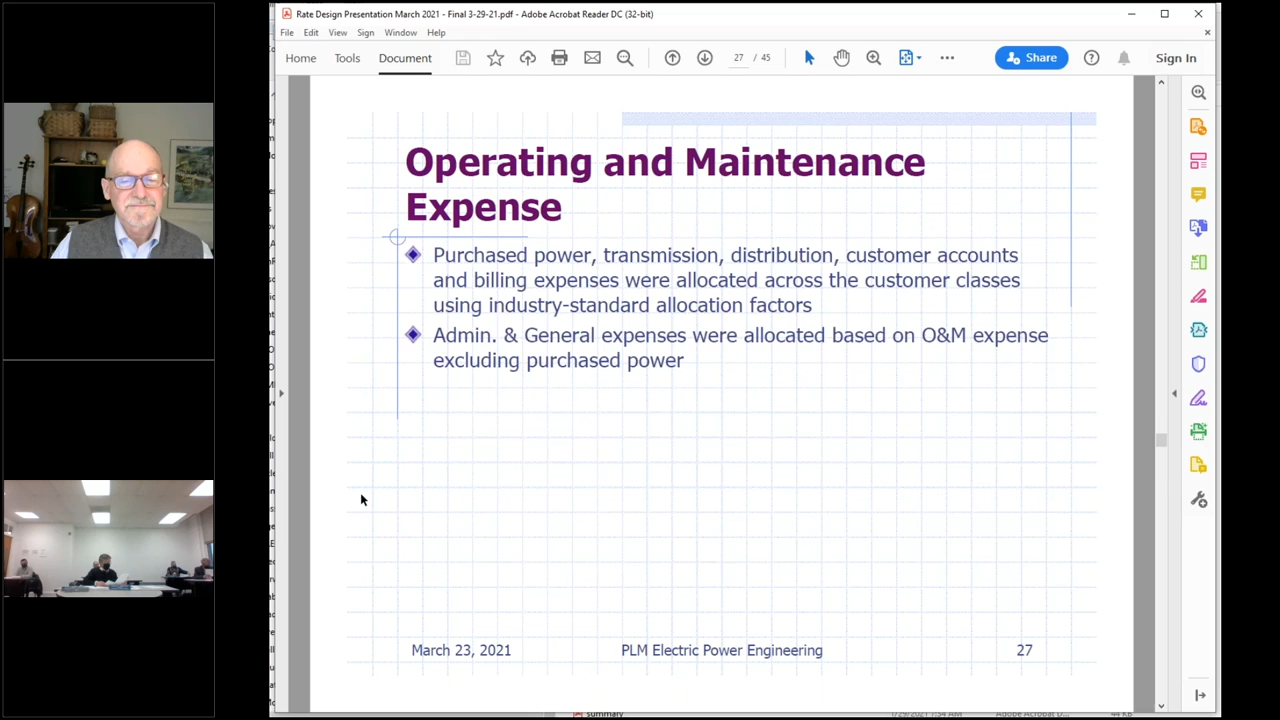 Rate Design Presentation March 2021 - Final 3-29-21.pdf - Adobe Acrobat Reader DC (32-bit)
File Edit View Sign Window Help
Home Tools Document 27 / 45 Share Sign In
Operating and Maintenance
Expense
Purchased power, transmission, distribution, customer accounts
and billing expenses were allocated across the customer classes
using industry-standard allocation factors
Admin. & General expenses were allocated based on O&M expense
excluding purchased power
March 23, 2021 PLM Electric Power Engineering 27
summary